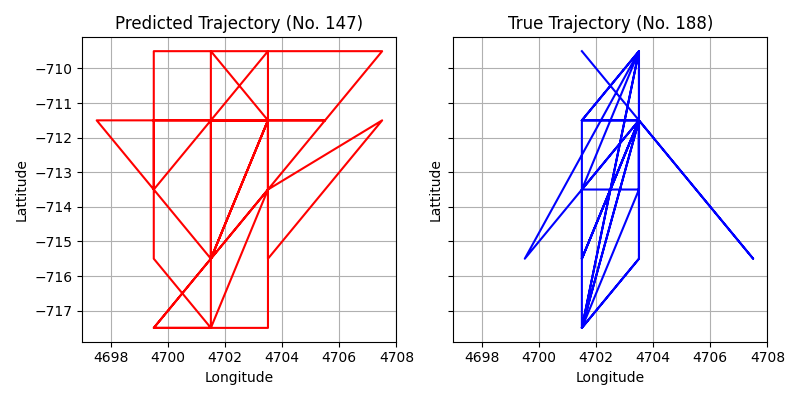 Predicted Trajectory (No. 147)
True Trajectory (No. 188)
−710
−711
−712
−713
−714
−715
−716
−717
Lattitude
Lattitude
4698 4700 4702 4704 4706 4708
4698 4700 4702 4704 4706 4708
Longitude
Longitude